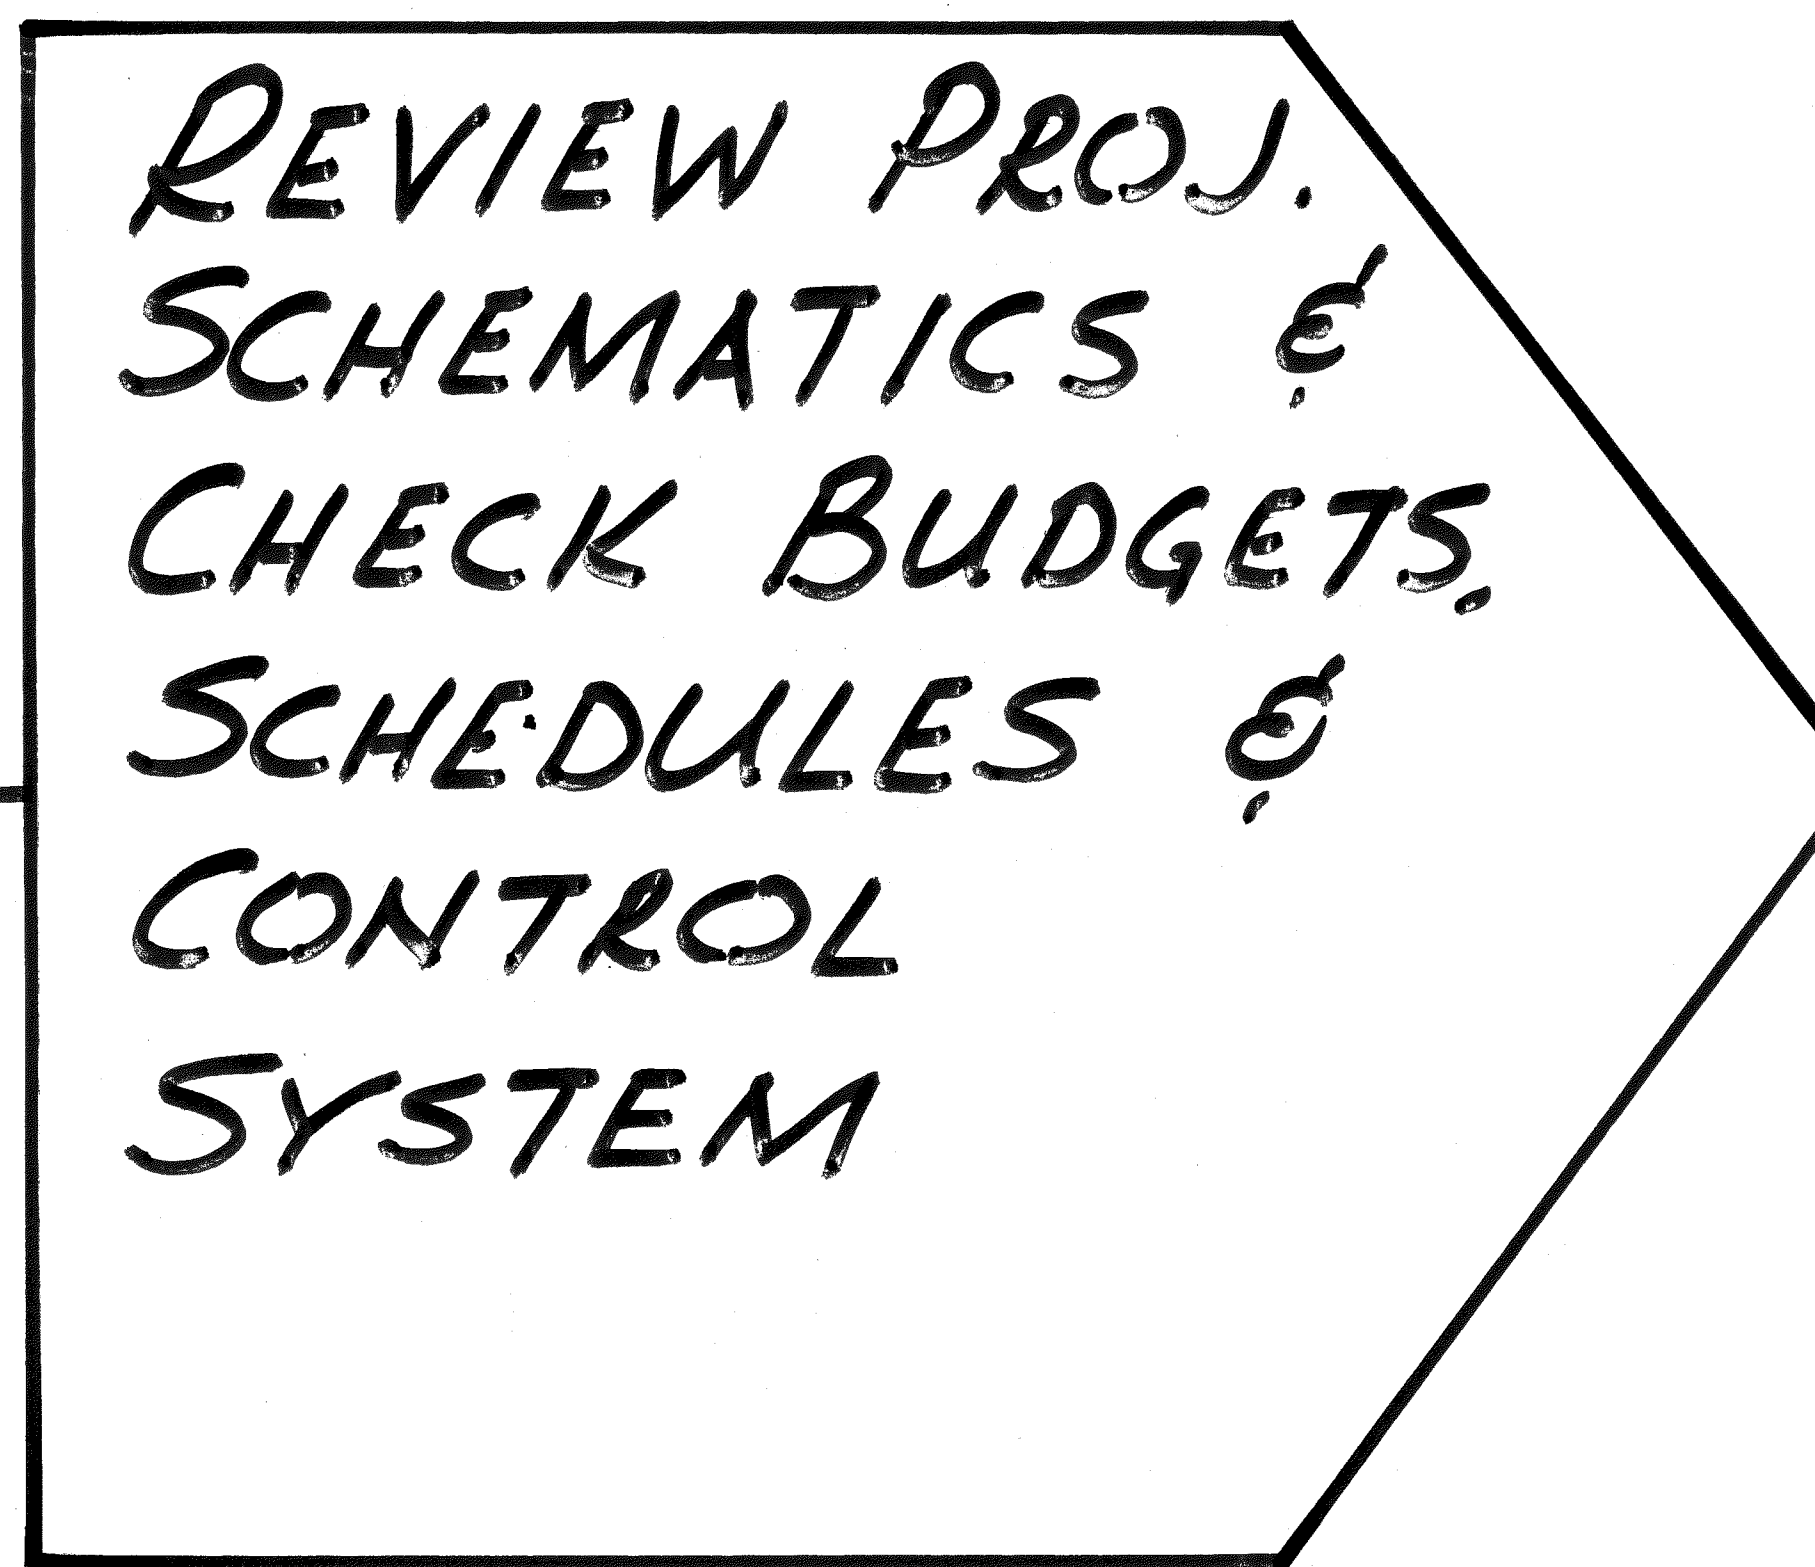 REVIEW PROJ.
SCHEMATICS &
CHECK BUDGETS,
SCHEDULES &
CONTROL
SYSTEM